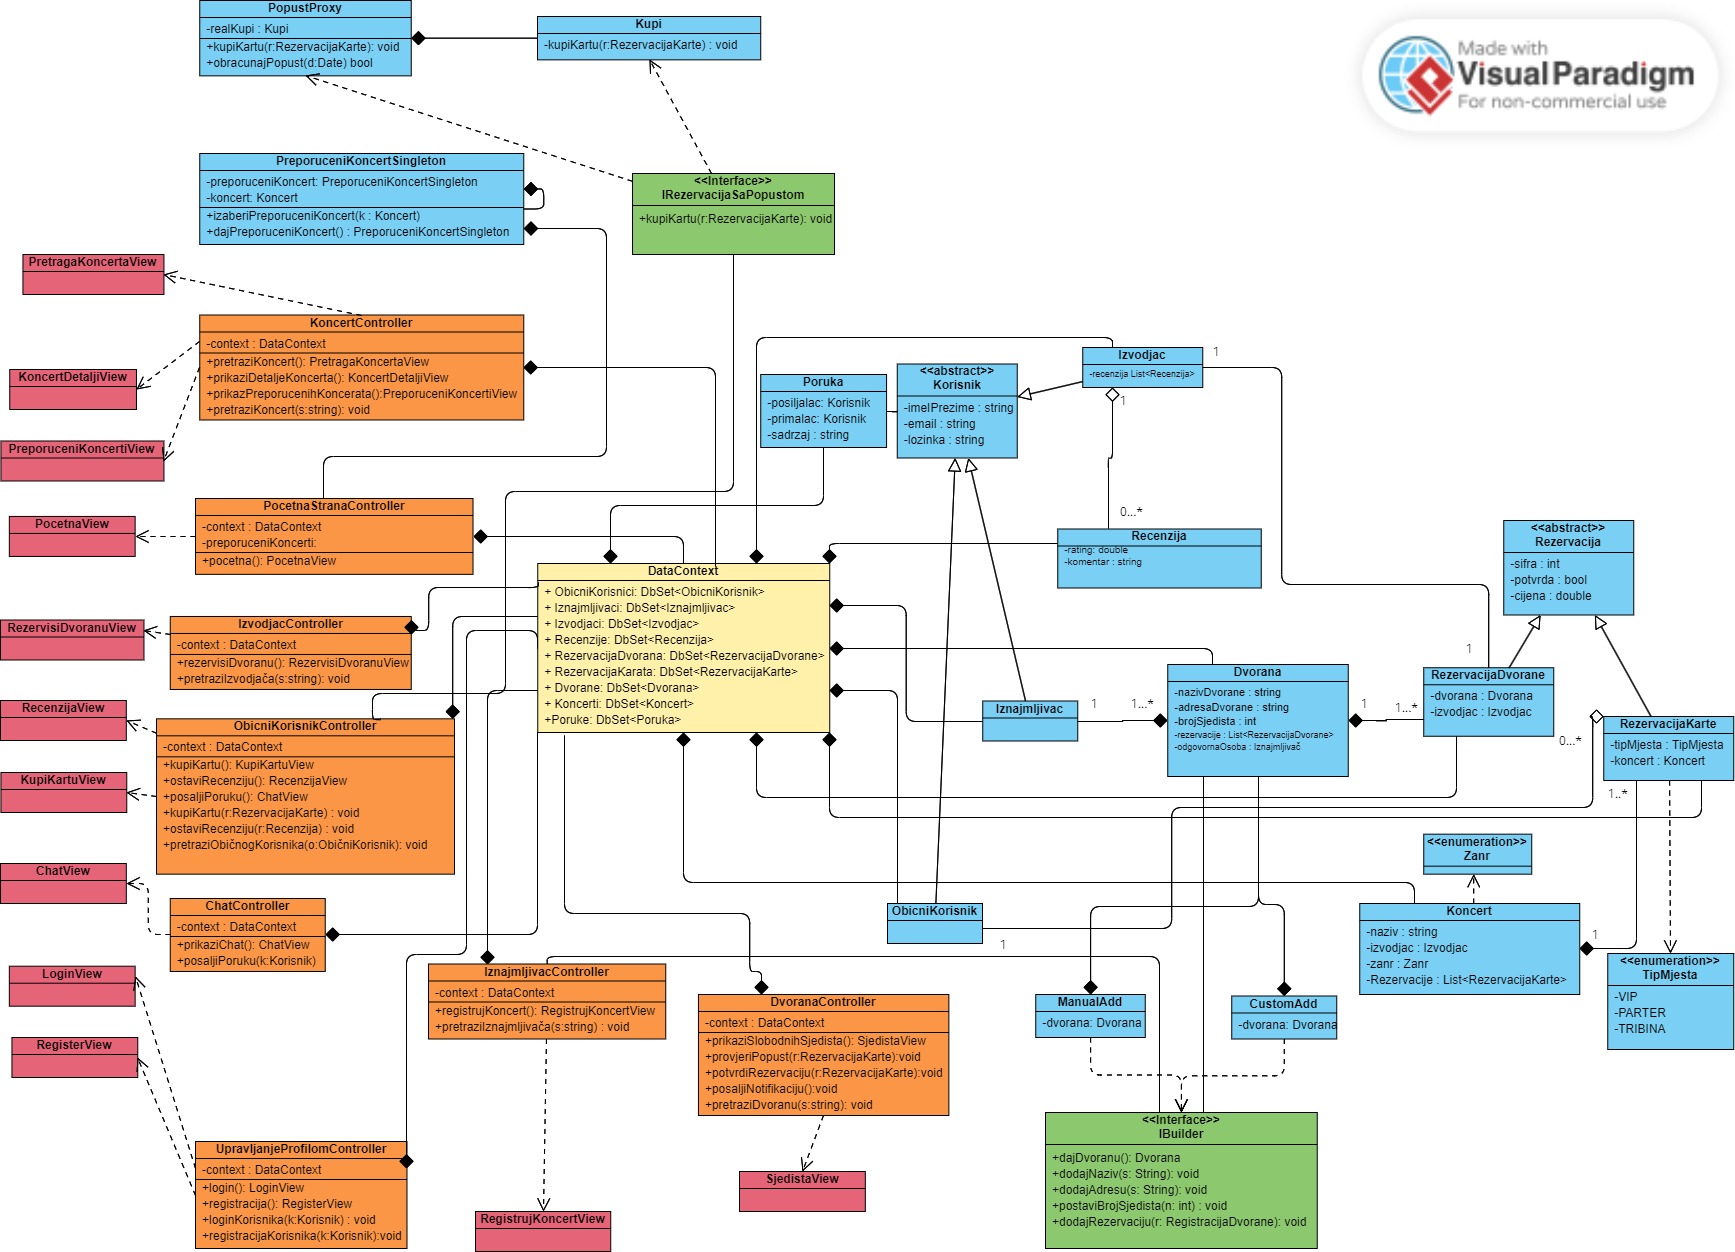 PopustProxy
-realKupi : Kupi
+kupiKartu(r:RezervacijaKarte): void
+obracunajPopust(d:Date) bool
Kupi
-kupiKartu(r:RezervacijaKarte) : void
Made with
Visual Paradigm
For non-commercial use
PreporuceniKoncertSingleton
-preporuceniKoncert: PreporuceniKoncertSingleton
-koncert: Koncert
+izaberiPreporuceniKoncert(k : Koncert)
+dajPreporuceniKoncert() : PreporuceniKoncertSingleton
<<Interface>>
IRezervacijaSaPopustom
+kupiKartu(r:RezervacijaKarte): void
PretragaKoncertaView
KoncertController
-context : DataContext
+pretraziKoncert(): PretragaKoncertaView
+prikaziDetaljeKoncerta(): KoncertDetaljiView
+prikazPreporucenihKoncerata():PreporuceniKoncertiView
+pretraziKoncert(s:string): void
KoncertDetaljiView
PreporuceniKoncertiView
Poruka
-posiljalac: Korisnik
-primalac: Korisnik
-sadrzaj : string
<<abstract>>
Korisnik
-imeIPrezime : string
-email : string
-lozinka : string
Izvodjac
-recenzija List<Recenzija>
1
1
0...*
PocetnaStranaController
-context : DataContext
-preporuceniKoncerti:
+pocetna(): PocetnaView
PocetnaView
Recenzija
-rating: double
-komentar : string
<<abstract>>
Rezervacija
-sifra : int
-potvrda : bool
-cijena : double
DataContext
+ ObicniKorisnici: DbSet<ObicniKorisnik>
+ Iznajmljivaci: DbSet<Iznajmljivac>
+ Izvodjaci: DbSet<Izvodjac>
+ Recenzije: DbSet<Recenzija>
+ RezervacijaDvorana: DbSet<RezervacijaDvorane>
+ RezervacijaKarata: DbSet<RezervacijaKarte>
+ Dvorane: DbSet<Dvorana>
+ Koncerti: DbSet<Koncert>
+Poruke: DbSet<Poruka>
RezervisiDvoranuView
IzvodjacController
-context : DataContext
+rezervisiDvoranu(): RezervisiDvoranuView
+pretraziIzvodjača(s:string): void
1
Dvorana
-nazivDvorane : string
-adresaDvorane : string
-brojSjedista : int
-rezervacije : List<RezervacijaDvorane>
-odgovornaOsoba : Iznajmljivač
RezervacijaDvorane
-dvorana : Dvorana
-izvodjac : Izvodjac
Iznajmljivac
1
1...*
1
1...*
RezervacijaKarte
-tipMjesta : TipMjesta
-koncert : Koncert
0...*
1..*
RecenzijaView
ObicniKorisnikController
-context : DataContext
+kupiKartu(): KupiKartuView
+ostaviRecenziju(): RecenzijaView
+posaljiPoruku(): ChatView
+kupiKartu(r:RezervacijaKarte) : void
+ostaviRecenziju(r:Recenzija) : void
+pretraziObičnogKorisnika(o:ObičniKorisnik): void
KupiKartuView
<<enumeration>>
Zanr
ChatView
ChatController
-context : DataContext
+prikaziChat(): ChatView
+posaljiPoruku(k:Korisnik)
ObicniKorisnik
1
Koncert
-naziv : string
-izvodjac : Izvodjac
-zanr : Zanr
-Rezervacije : List<RezervacijaKarte>
1
<<enumeration>>
TipMjesta
-VIP
-PARTER
-TRIBINA
LoginView
IznajmljivacController
-context : DataContext
+registrujKoncert(): RegistrujKoncertView
+pretraziIznajmljivača(s:string) : void
DvoranaController
-context : DataContext
+prikaziSlobodnihSjedista(): SjedistaView
+provjeriPopust(r:RezervacijaKarte):void
+potvrdiRezervaciju(r:RezervacijaKarte):void
+posaljiNotifikaciju():void
+pretraziDvoranu(s:string): void
ManualAdd
-dvorana: Dvorana
CustomAdd
-dvorana: Dvorana
RegisterView
UpravljanjeProfilomController
-context : DataContext
+login(): LoginView
+registracija(): RegisterView
+loginKorisnika(k:Korisnik) : void
+registracijaKorisnika(k:Korisnik):void
<<Interface>>
IBuilder
+dajDvoranu(): Dvorana
+dodajNaziv(s: String): void
+dodajAdresu(s: String): void
+postaviBrojSjedista(n: int) : void
+dodajRezervaciju(r: RegistracijaDvorane): void
SjedistaView
RegistrujKoncertView